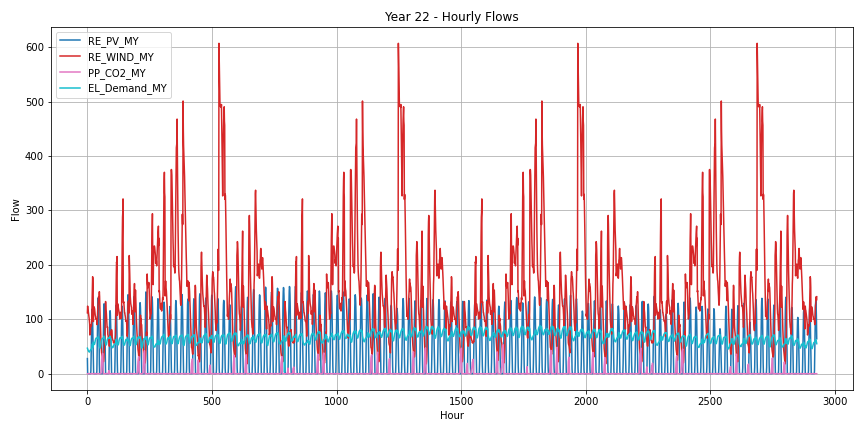 Year 22 - Hourly Flows
RE_PV_MY
RE_WIND_MY
PP_CO2_MY
EL_Demand_MY
Flow
600
500
400
300
200
100
0
0 500 1000 1500 2000 2500 3000
Hour